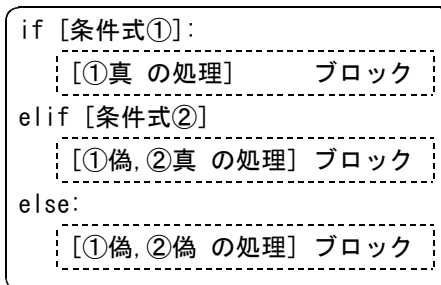 if [条件式①]:
[①真 の処理] ブロック
elif [条件式②]
[①偽,②真 の処理] ブロック
else:
[①偽,②偽 の処理] ブロック